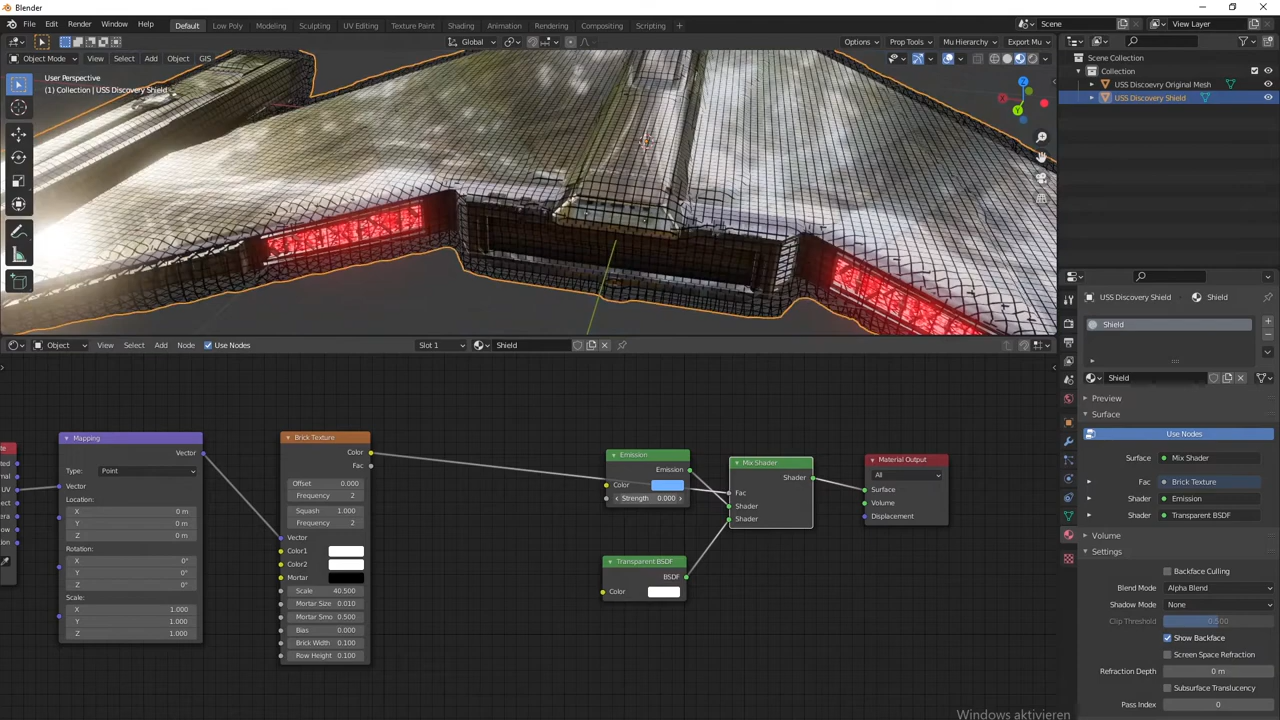 Blender
File Edit Render Window Help Default Low Poly Modeling Sculpting UV Editing Texture Paint Shading Animation Rendering Compositing Scripting + Scene View Layer
Global Options Prop Tools Mu Hierarchy Export Mu
Object Mode View Select Add Object GIS
User Perspective
(1) Collection | USS Discovery Shield
X
Y
Z
Scene Collection
Collection
USS Discoevry Original Mesh
USS Discovery Shield
Object View Select Add Node Use Nodes Slot 1 Shield
Mapping
Vector
Type: Point
Vector
Location:
X 0 m
Y 0 m
Z 0 m
Rotation:
X 0°
Y 0°
Z 0°
Scale:
X 1.000
Y 1.000
Z 1.000
UV
Brick Texture
Color
Fac
Offset 0.000
Frequency 2
Squash 1.000
Frequency 2
Vector
Color1
Color2
Mortar
Scale 40.500
Mortar Size 0.010
Mortar Smo 0.500
Bias 0.000
Brick Width 0.100
Row Height 0.100
Emission
Emission
Color
Strength 0.000
Transparent BSDF
BSDF
Color
Mix Shader
Shader
Fac
Shader
Shader
Material Output
All
Surface
Volume
Displacement
USS Discovery Shield Shield
Shield
Shield
Preview
Surface
Use Nodes
Surface Mix Shader
Fac Brick Texture
Shader Emission
Shader Transparent BSDF
Volume
Settings
Backface Culling
Blend Mode Alpha Blend
Shadow Mode None
Clip Threshold 0.500
Show Backface
Screen Space Refraction
Refraction Depth 0 m
Subsurface Translucency
Pass Index 0
Windows aktivieren